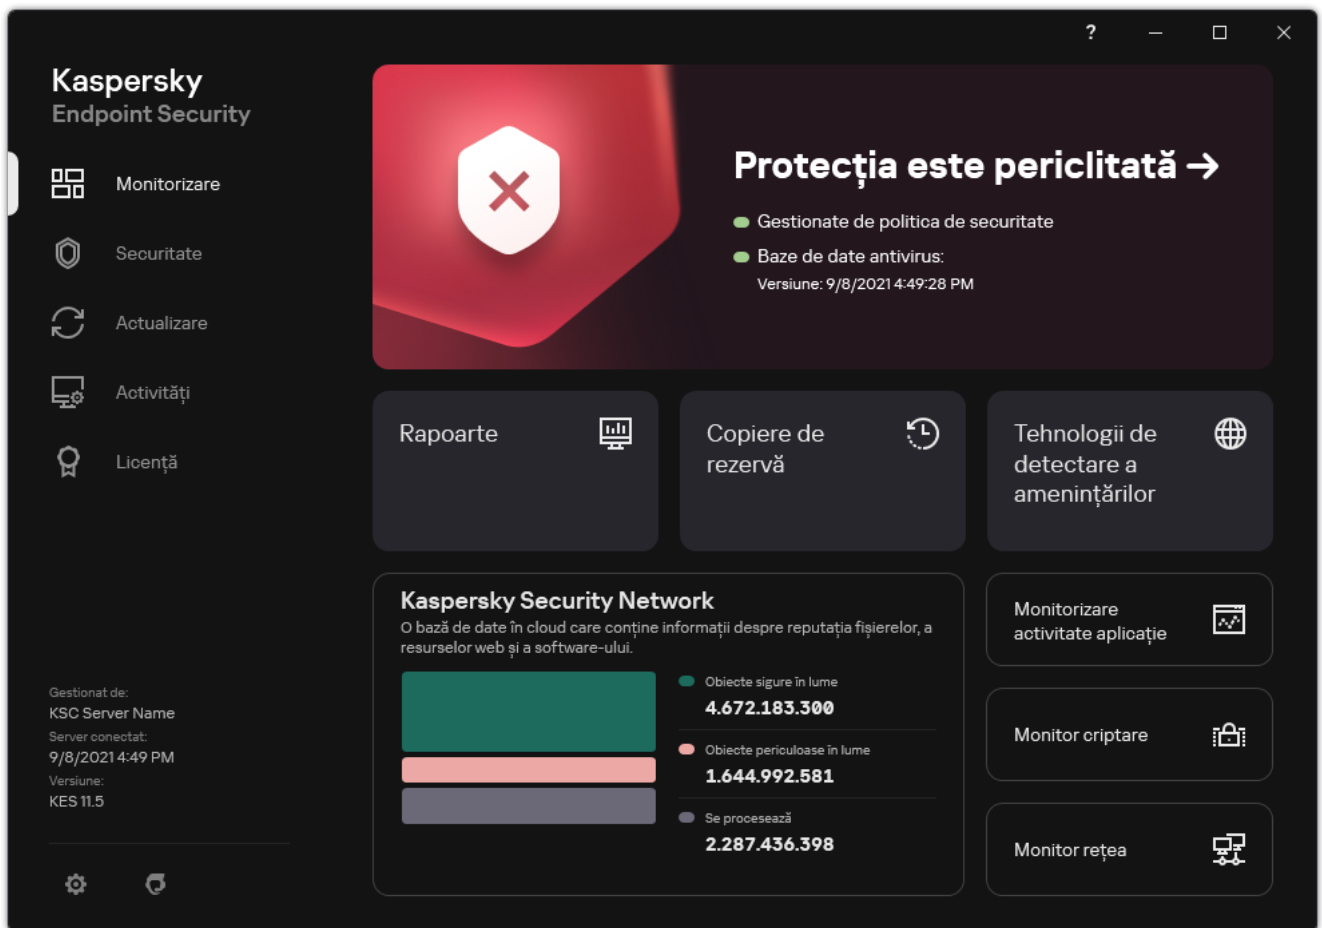 ?
Kaspersky
Endpoint Security
Monitorizare
Securitate
Actualizare
Activități
Licență
Gestionat de:
KSC Server Name
Server conectat:
9/8/2021 4:49 PM
Versiune:
KES 11.5
Protecția este periclitată →
Gestionate de politica de securitate
Baze de date antivirus:
Versiune: 9/8/2021 4:49:28 PM
Rapoarte
Copiere de
rezervă
Tehnologii de
detectare a
amenințărilor
Kaspersky Security Network
O bază de date în cloud care conține informații despre reputația fișierelor, a
resurselor web și a software-ului.
Obiecte sigure în lume
4.672.183.300
Obiecte periculoase în lume
1.644.992.581
Se procesează
2.287.436.398
Monitorizare
activitate aplicație
Monitor criptare
Monitor rețea